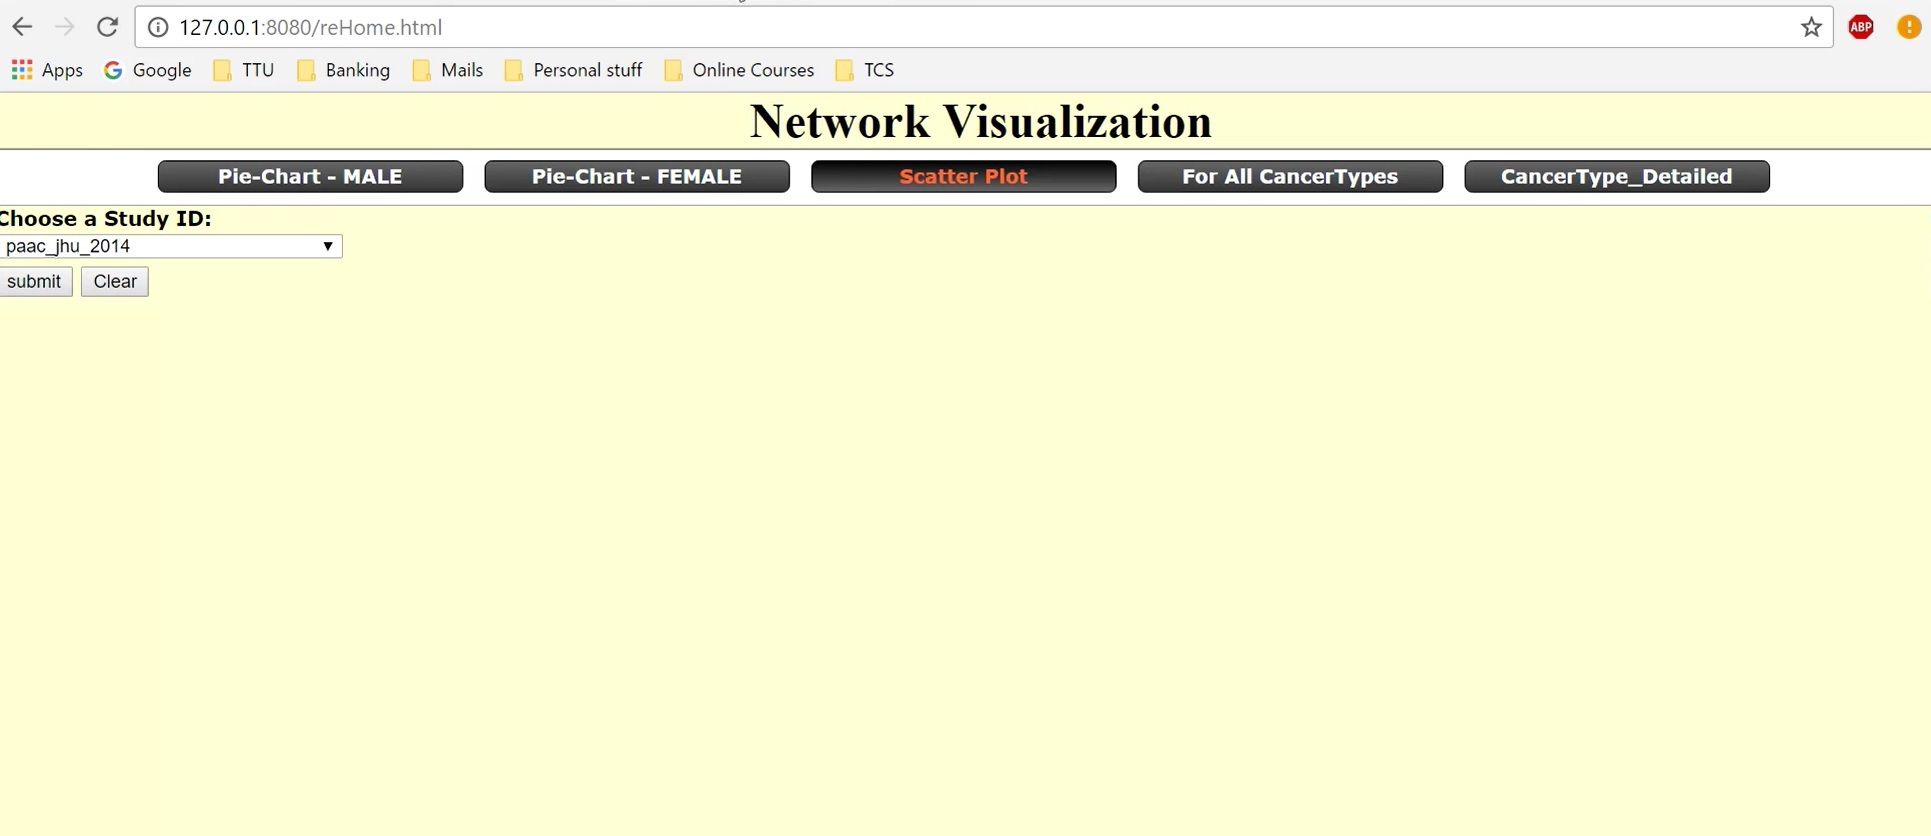 127.0.0.1:8080/reHome.html ABP
Apps Google TTU Banking Mails Personal stuff Online Courses TCS
Network Visualization
Pie-Chart - MALE Pie-Chart - FEMALE Scatter Plot For All CancerTypes CancerType_Detailed
Choose a Study ID:
paac_jhu_2014
submit Clear